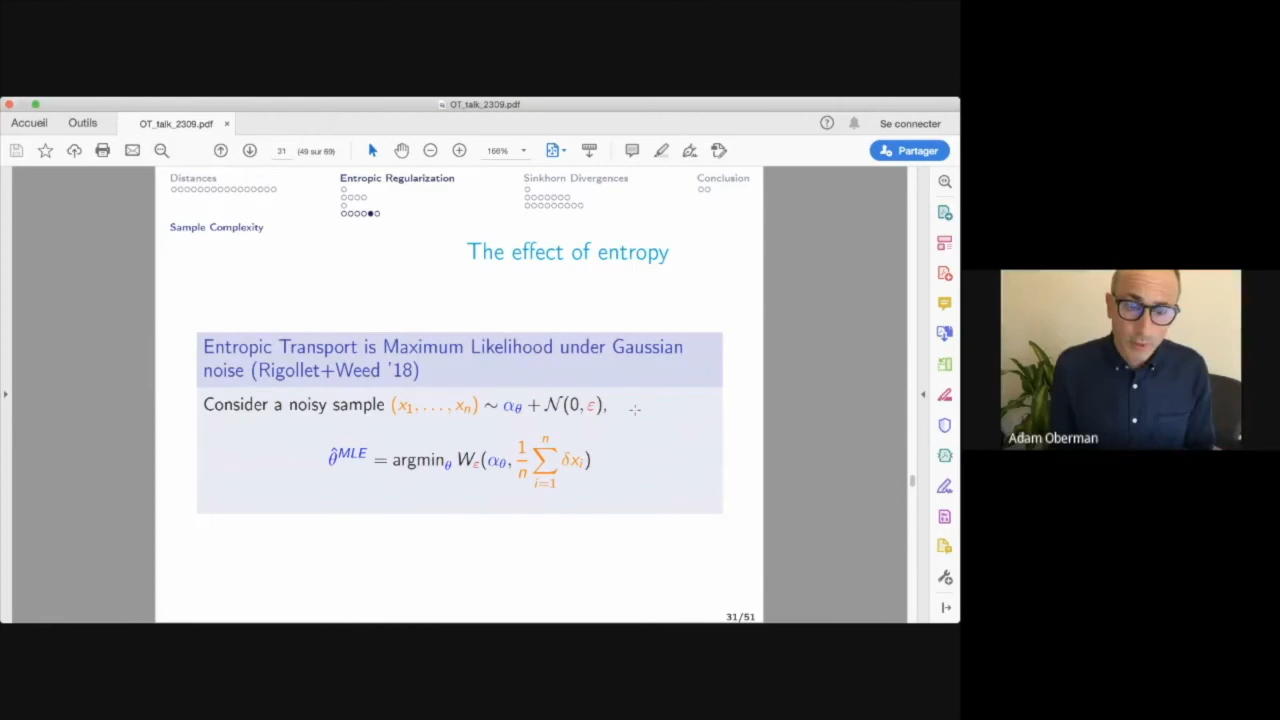 OT_talk_2309.pdf
Accueil Outils OT_talk_2309.pdf × Se connecter
31 (49 sur 69) 166% Partager
Distances Entropic Regularization Sinkhorn Divergences Conclusion
Sample Complexity
The effect of entropy
Entropic Transport is Maximum Likelihood under Gaussian
noise (Rigollet+Weed '18)
Consider a noisy sample (x₁, . . . , xₙ) ∼ α_θ + 𝒩(0, ε),
θ̂^MLE = argmin_θ W_ε(α_θ, 1/n ∑_{i=1}^n δx_i)
31/51
Adam Oberman